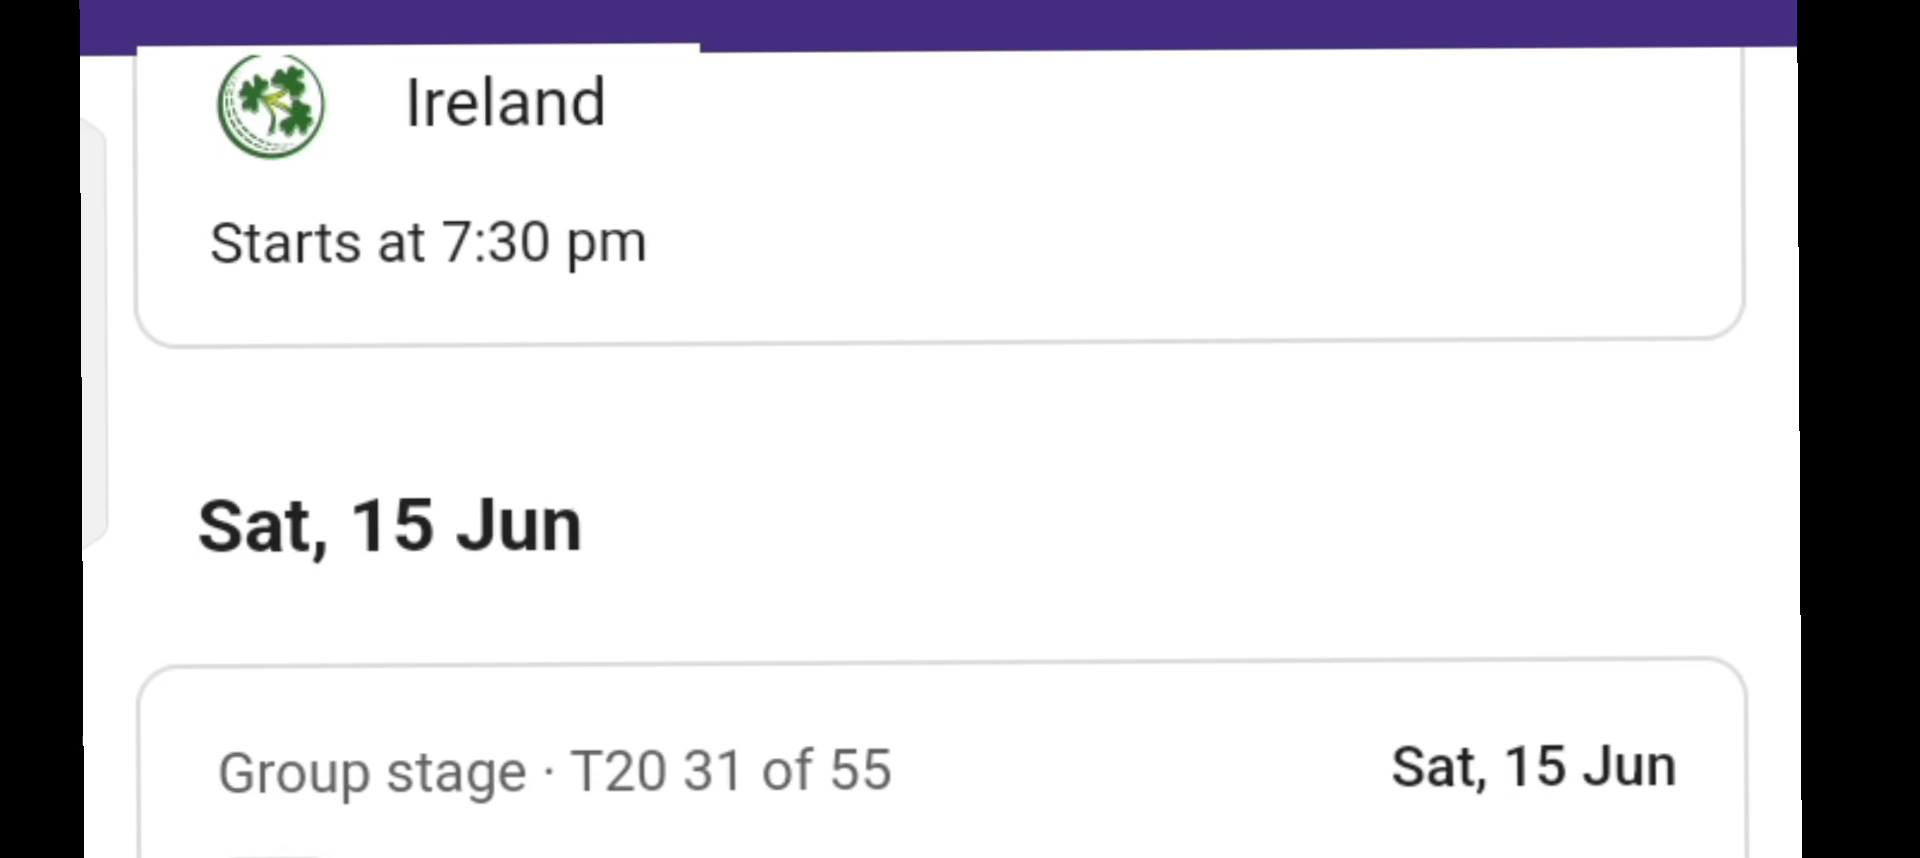 Ireland
Starts at 7:30 pm
Sat, 15 Jun
Group stage · T20 31 of 55
Sat, 15 Jun